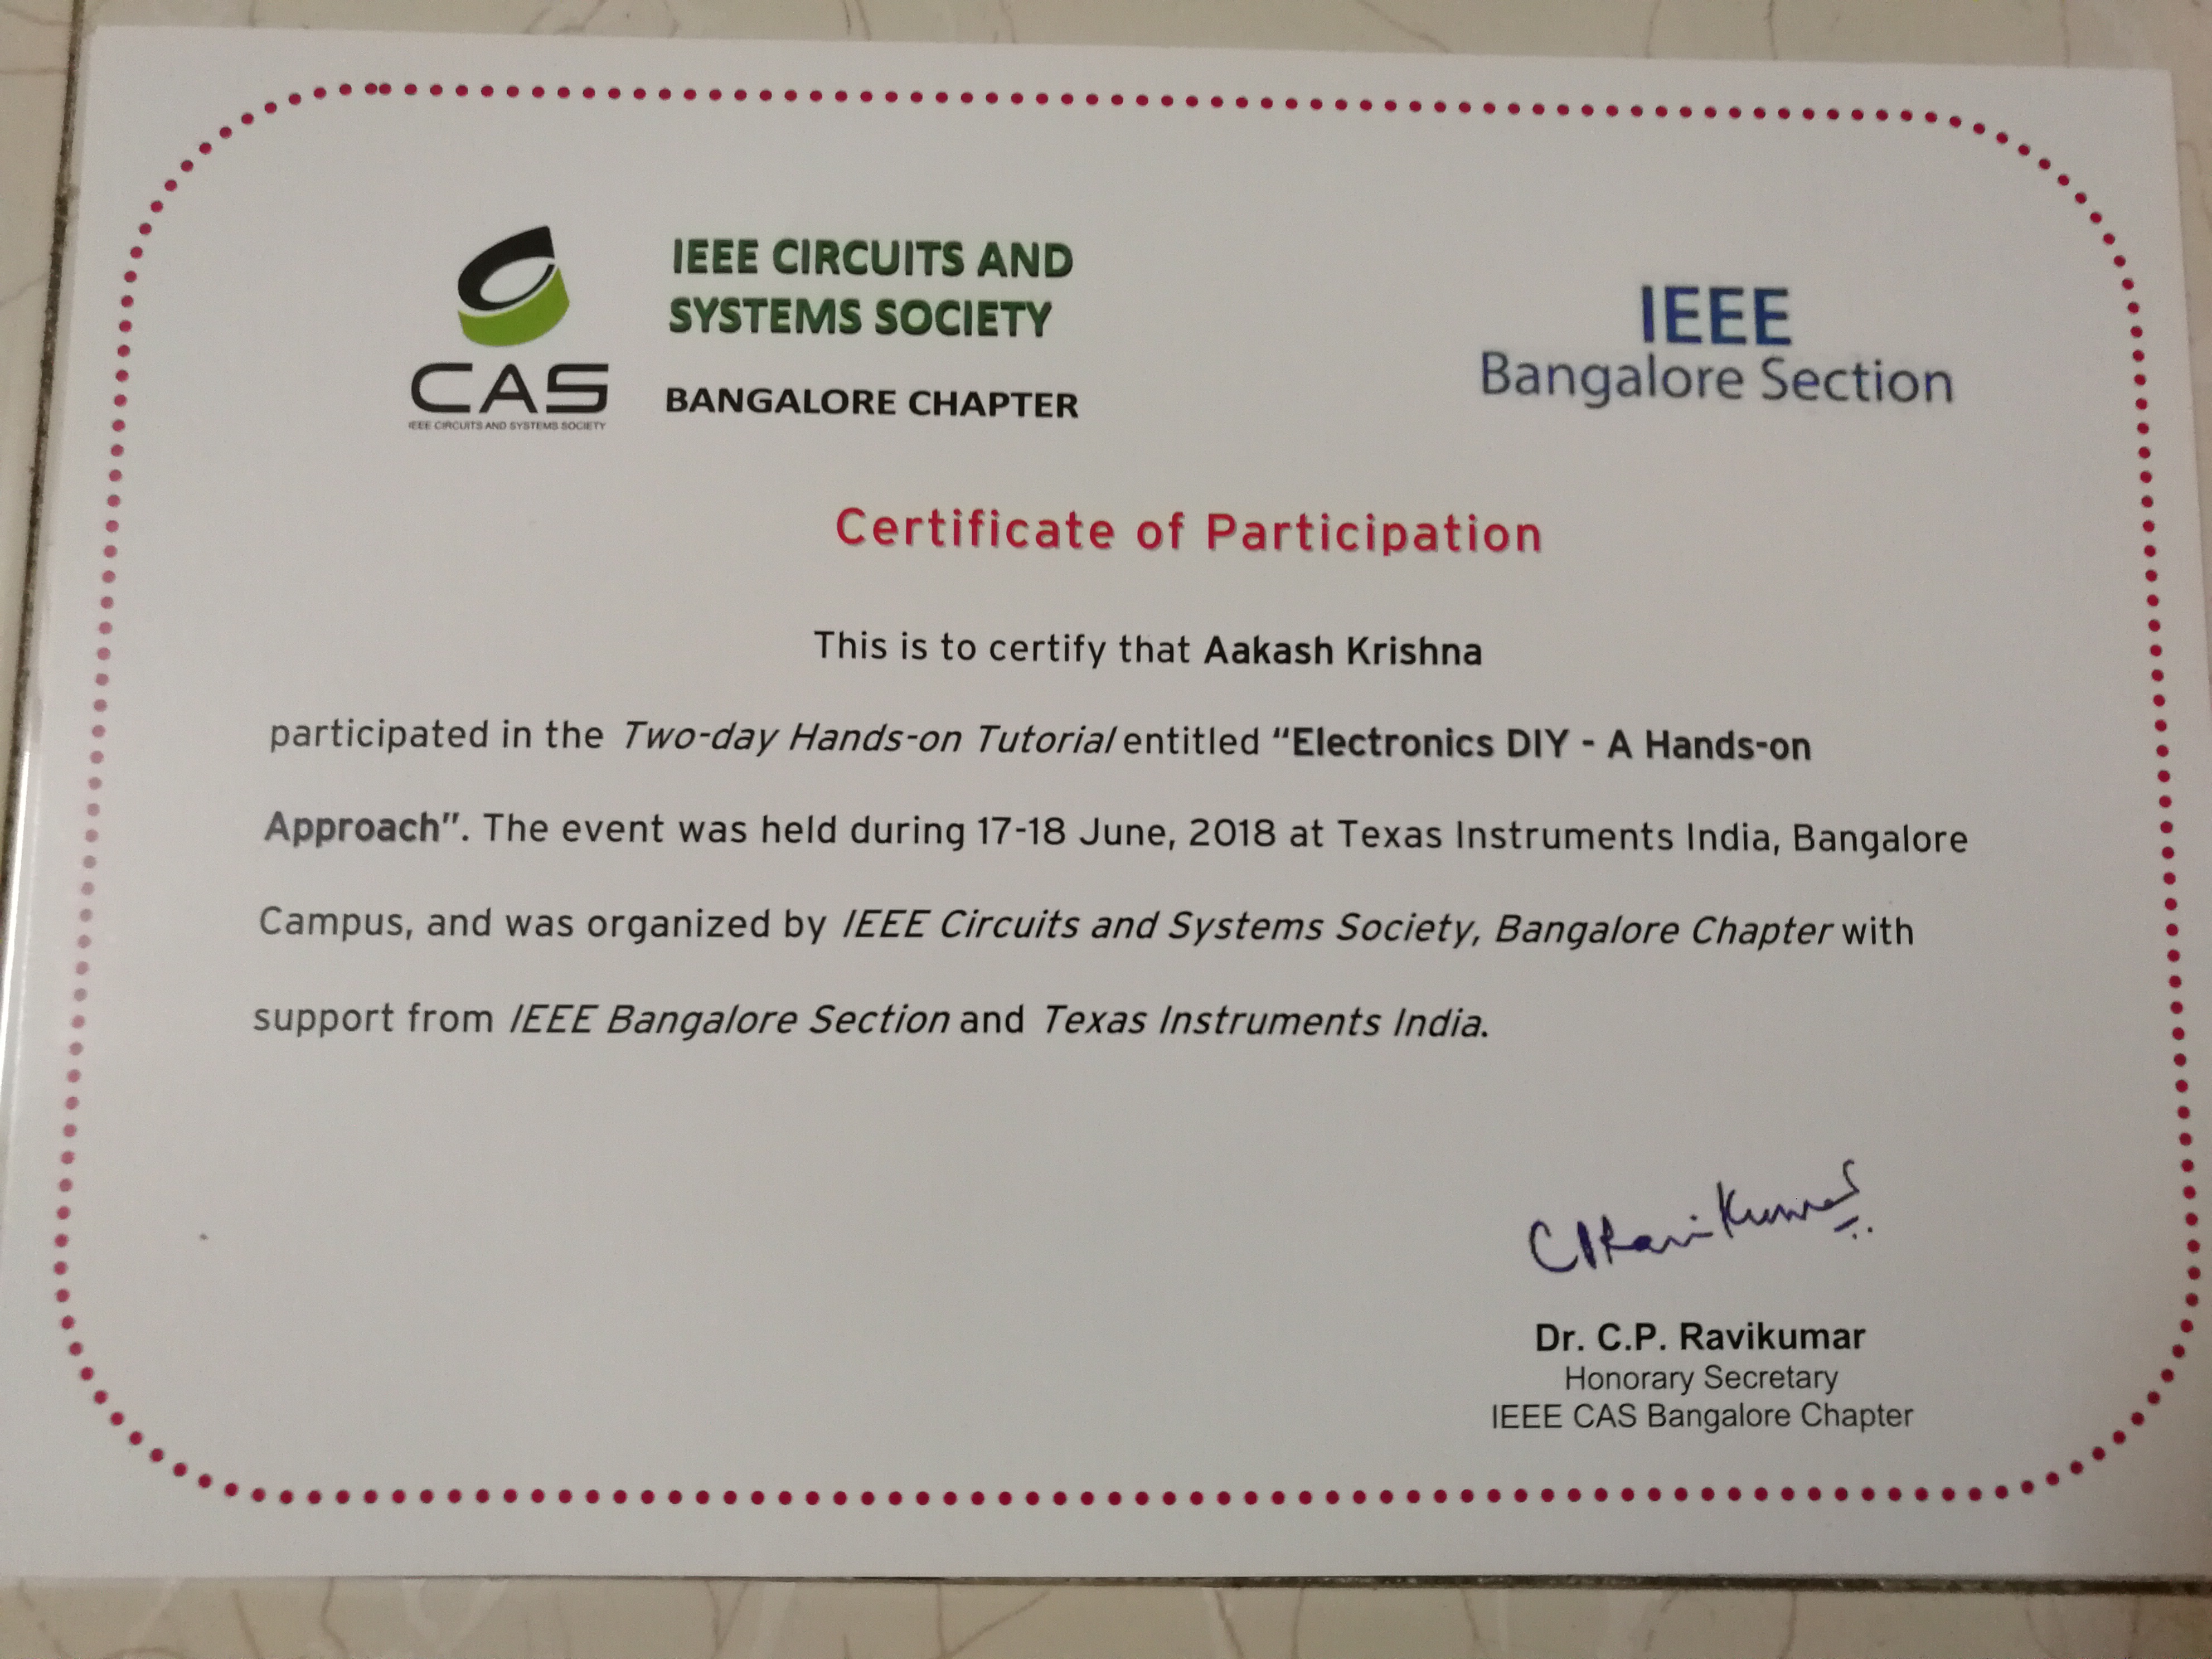 IEEE CIRCUITS AND
SYSTEMS SOCIETY
BANGALORE CHAPTER
CAS
IEEE CIRCUITS AND SYSTEMS SOCIETY
IEEE
Bangalore Section
Certificate of Participation
This is to certify that Aakash Krishna
participated in the Two-day Hands-on Tutorial entitled “Electronics DIY - A Hands-on
Approach”. The event was held during 17-18 June, 2018 at Texas Instruments India, Bangalore
Campus, and was organized by IEEE Circuits and Systems Society, Bangalore Chapter with
support from IEEE Bangalore Section and Texas Instruments India.
CPRavikumar
Dr. C.P. Ravikumar
Honorary Secretary
IEEE CAS Bangalore Chapter